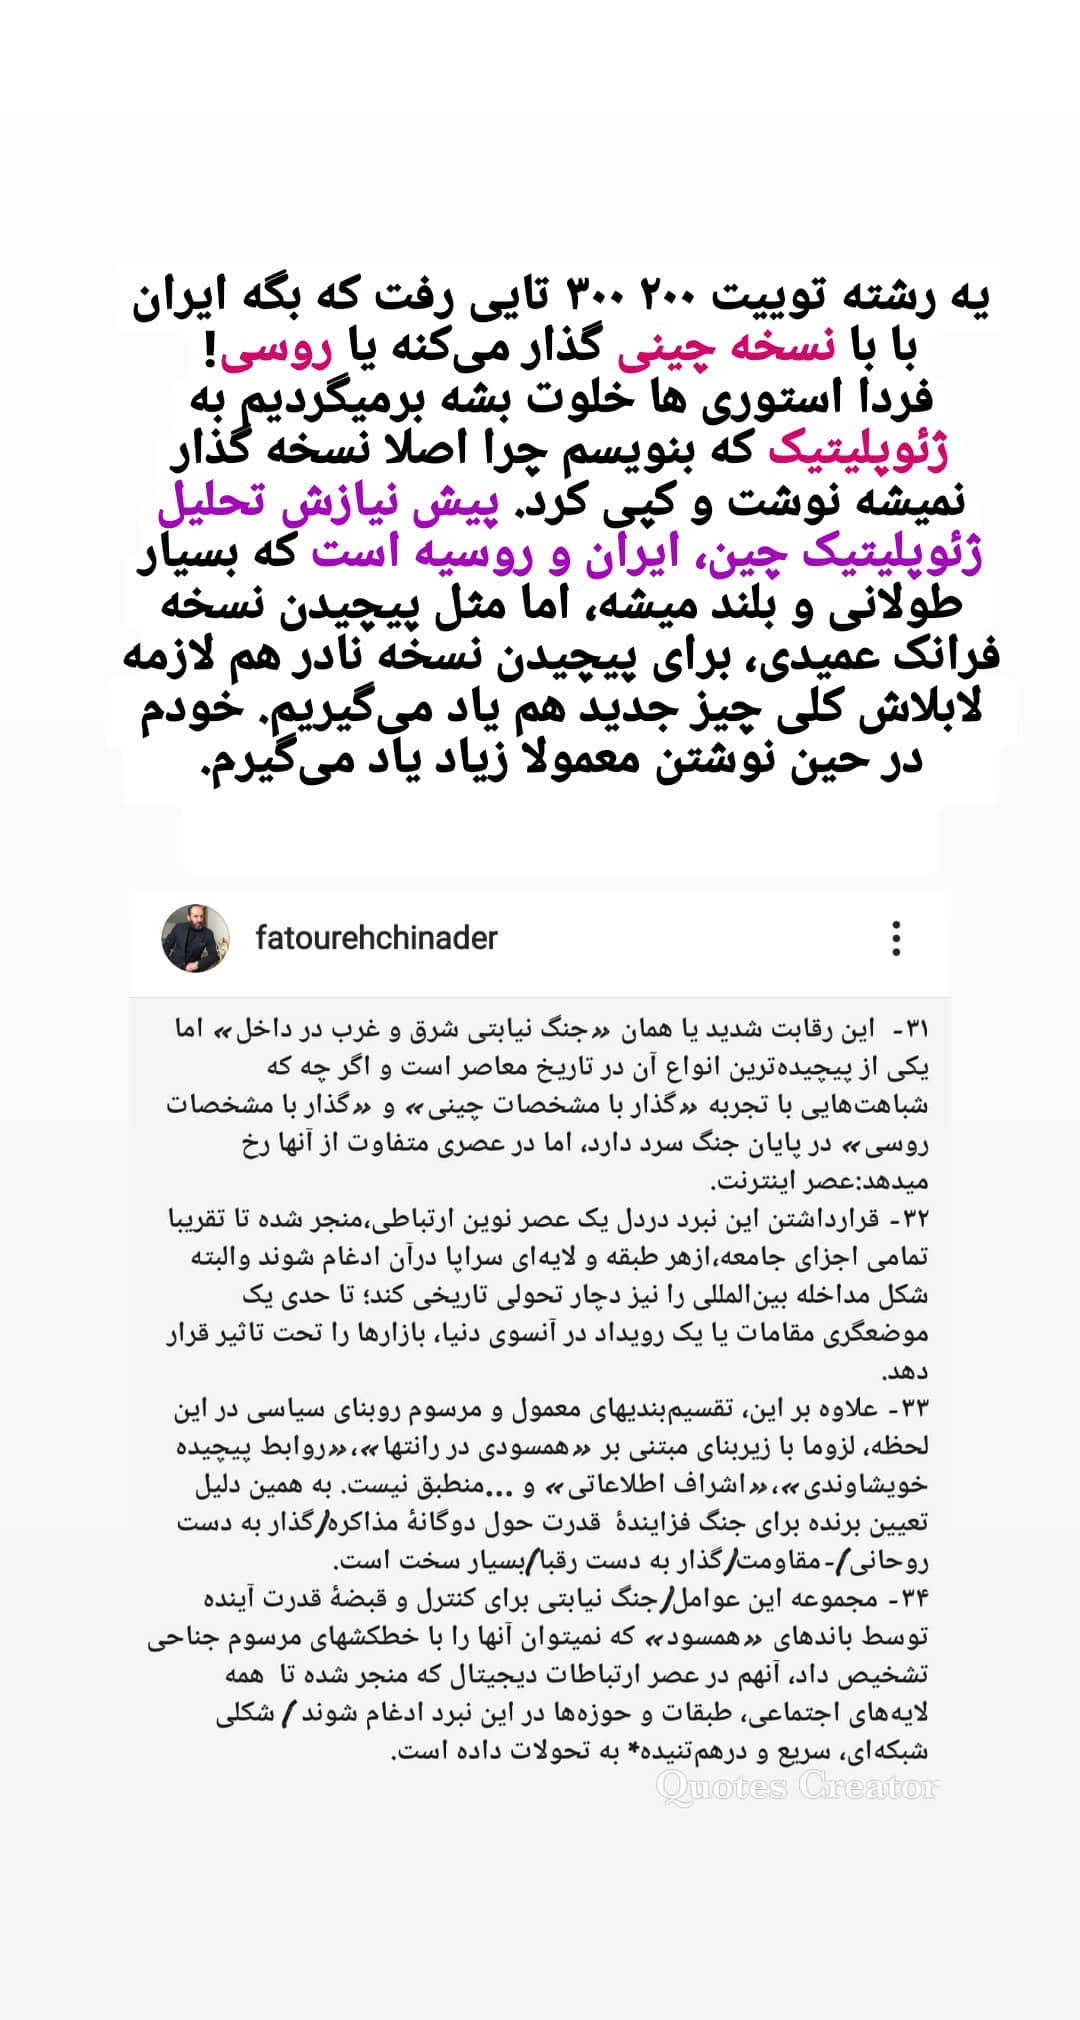 یه رشته توییت ۲۰۰ ۳۰۰ تایی رفت که بگه ایران
با با نسخه چینی گذار می‌کنه یا روسی!
فردا استوری ها خلوت بشه برمیگردیم به
ژئوپلیتیک که بنویسم چرا اصلا نسخه گذار
نمیشه نوشت و کپی کرد. پیش نیازش تحلیل
ژئوپلیتیک چین، ایران و روسیه است که بسیار
طولانی و بلند میشه، اما مثل پیچیدن نسخه
فرانک عمیدی، برای پیچیدن نسخه نادر هم لازمه
لابلاش کلی چیز جدید هم یاد می‌گیریم. خودم
در حین نوشتن معمولا زیاد یاد می‌گیرم.
fatourehchinader
۳۱- این رقابت شدید یا همان «جنگ نیابتی شرق و غرب در داخل» اما
یکی از پیچیده‌ترین انواع آن در تاریخ معاصر است و اگر چه که
شباهت‌هایی با تجربه «گذار با مشخصات چینی» و «گذار با مشخصات
روسی» در پایان جنگ سرد دارد، اما در عصری متفاوت از آنها رخ
میدهد:عصر اینترنت.
۳۲- قرارداشتن این نبرد دردل یک عصر نوین ارتباطی،منجر شده تا تقریبا
تمامی اجزای جامعه،ازهر طبقه و لایه‌ای سراپا درآن ادغام شوند والبته
شکل مداخله بین‌المللی را نیز دچار تحولی تاریخی کند؛ تا حدی یک
موضعگری مقامات یا یک رویداد در آنسوی دنیا، بازارها را تحت تاثیر قرار
دهد.
۳۳- علاوه بر این، تقسیم‌بندیهای معمول و مرسوم روبنای سیاسی در این
لحظه، لزوما با زیربنای مبتنی بر «همسودی در رانتها»،«روابط پیچیده
خویشاوندی»،«اشراف اطلاعاتی» و ...منطبق نیست. به همین دلیل
تعیین برنده برای جنگ فزایندهٔ قدرت حول دوگانهٔ مذاکره/گذار به دست
روحانی/-مقاومت/گذار به دست رقبا/بسیار سخت است.
۳۴- مجموعه این عوامل/جنگ نیابتی برای کنترل و قبضهٔ قدرت آینده
توسط باندهای «همسود» که نمیتوان آنها را با خطکشهای مرسوم جناحی
تشخیص داد، آنهم در عصر ارتباطات دیجیتال که منجر شده تا همه
لایه‌های اجتماعی، طبقات و حوزه‌ها در این نبرد ادغام شوند / شکلی
شبکه‌ای، سریع و درهم‌تنیده* به تحولات داده است.
Quotes Creator